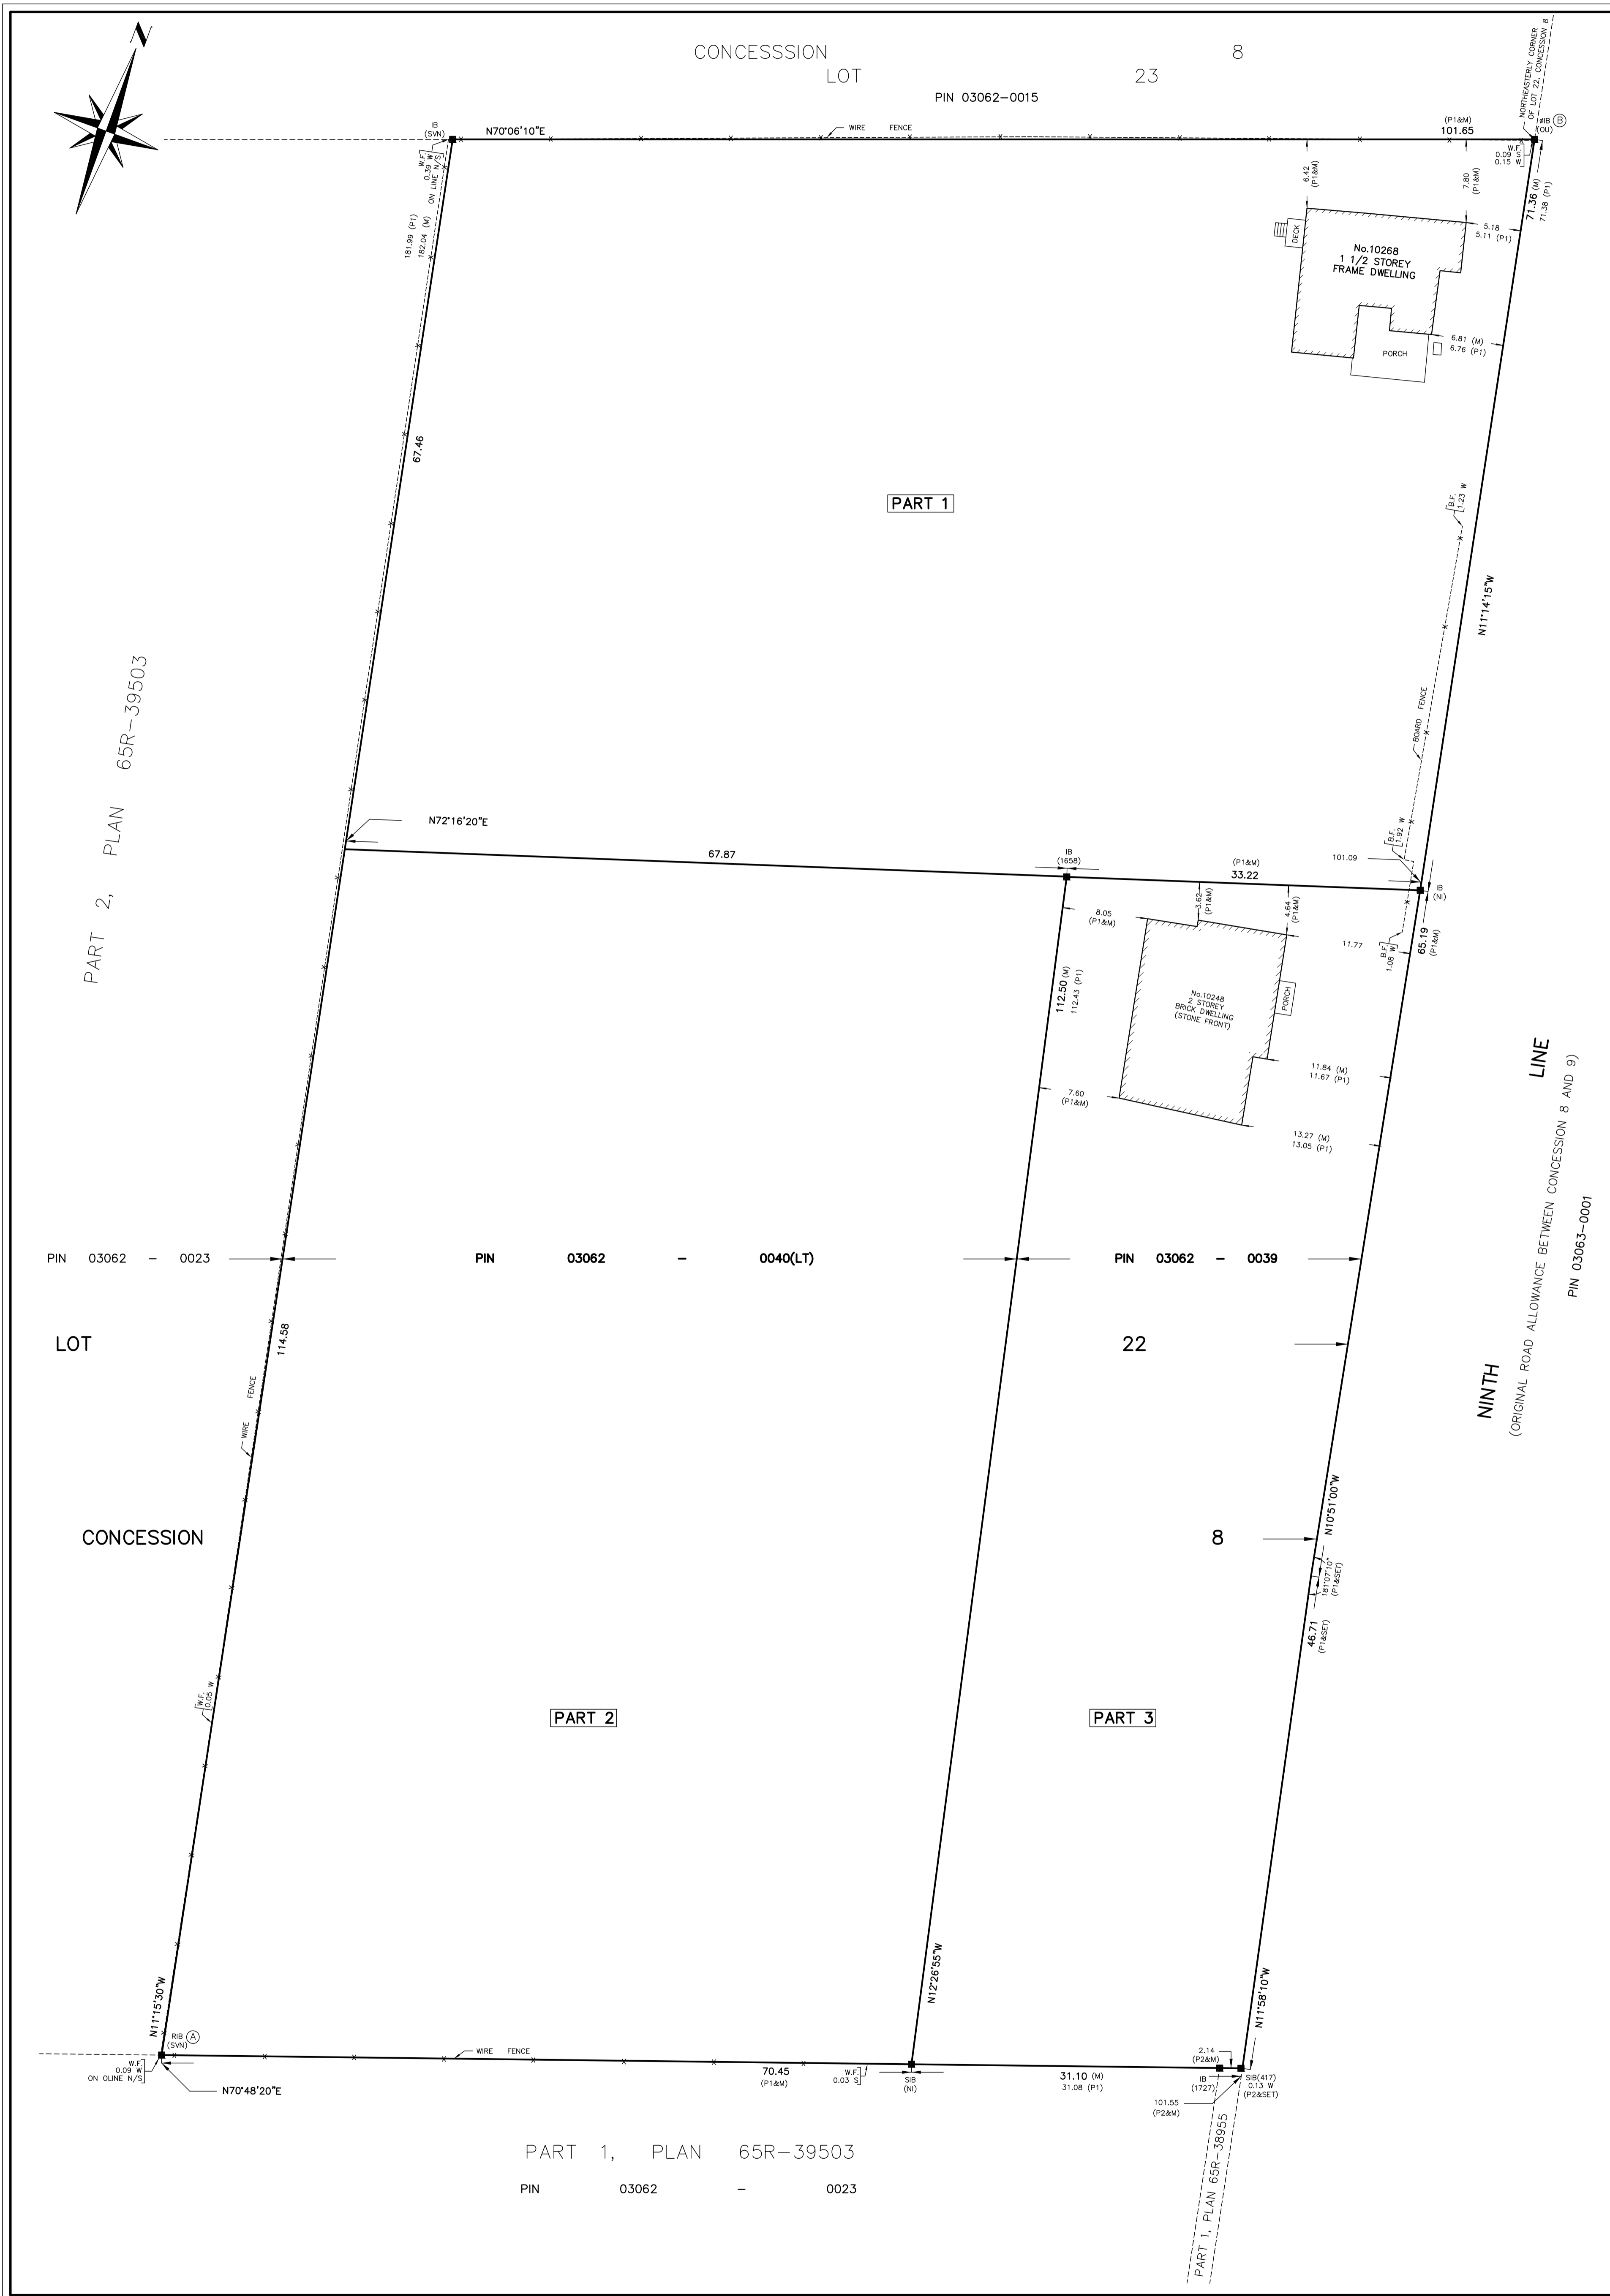 N
CONCESSSION 8
LOT 23
PIN 03062-0015
NORTHEASTERLY CORNER
OF LOT 22, CONCESSION 8
IB
(SVN)
N70°06'10"E
WIRE FENCE
(P1&M)
101.65
(OU)
B
W.F.
0.39 W
ON LINE N/S
W.F.
0.09 S
0.15 W
181.99 (P1)
182.04 (M)
6.42
(P1&M)
7.80
(P1&M)
71.36 (M)
71.38 (P1)
DECK
No.10268
1 1/2 STOREY
FRAME DWELLING
5.18
5.11 (P1)
6.81 (M)
6.76 (P1)
PORCH
67.46
PART 1
B.F.
1.23 W
N11°14'15"W
PART 2, PLAN 65R-39503
BOARD FENCE
N72°16'20"E
67.87
IB
(1658)
(P1&M)
33.22
B.F.
1.92 W
101.09
IB
(NI)
3.62
(P1&M)
4.64
(P1&M)
8.05
(P1&M)
11.77
B.F.
1.08 W
65.19
(P1&M)
112.50 (M)
112.43 (P1)
No.10248
2 STOREY
BRICK DWELLING
(STONE FRONT)
PORCH
11.84 (M)
11.67 (P1)
7.60
(P1&M)
13.27 (M)
13.05 (P1)
NINTH LINE
(ORIGINAL ROAD ALLOWANCE BETWEEN CONCESSION 8 AND 9)
PIN 03063-0001
PIN 03062 - 0023
PIN 03062 - 0040(LT)
PIN 03062 - 0039
LOT 22
114.58
WIRE FENCE
CONCESSION 8
N10°51'00"W
181°07'10"
(P1&SET)
46.71
(P1&SET)
W.F.
0.05 W
PART 2
PART 3
N11°15'30"W
N12°26'55"W
N11°58'10"W
RIB A
(SVN)
W.F.
0.09 W
ON OLINE N/S
N70°48'20"E
WIRE FENCE
70.45
(P1&M)
W.F.
0.03 S
SIB
(NI)
31.10 (M)
31.08 (P1)
2.14
(P2&M)
IB
(1727)
SIB(417)
0.13 W
(P2&SET)
101.55
(P2&M)
PART 1, PLAN 65R-38955
PART 1, PLAN 65R-39503
PIN 03062 - 0023